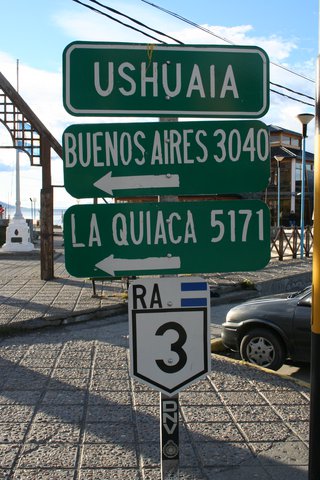 USHUAIA
BUENOS AIRES 3040
LA QUIACA 5171
RA
3
DNV